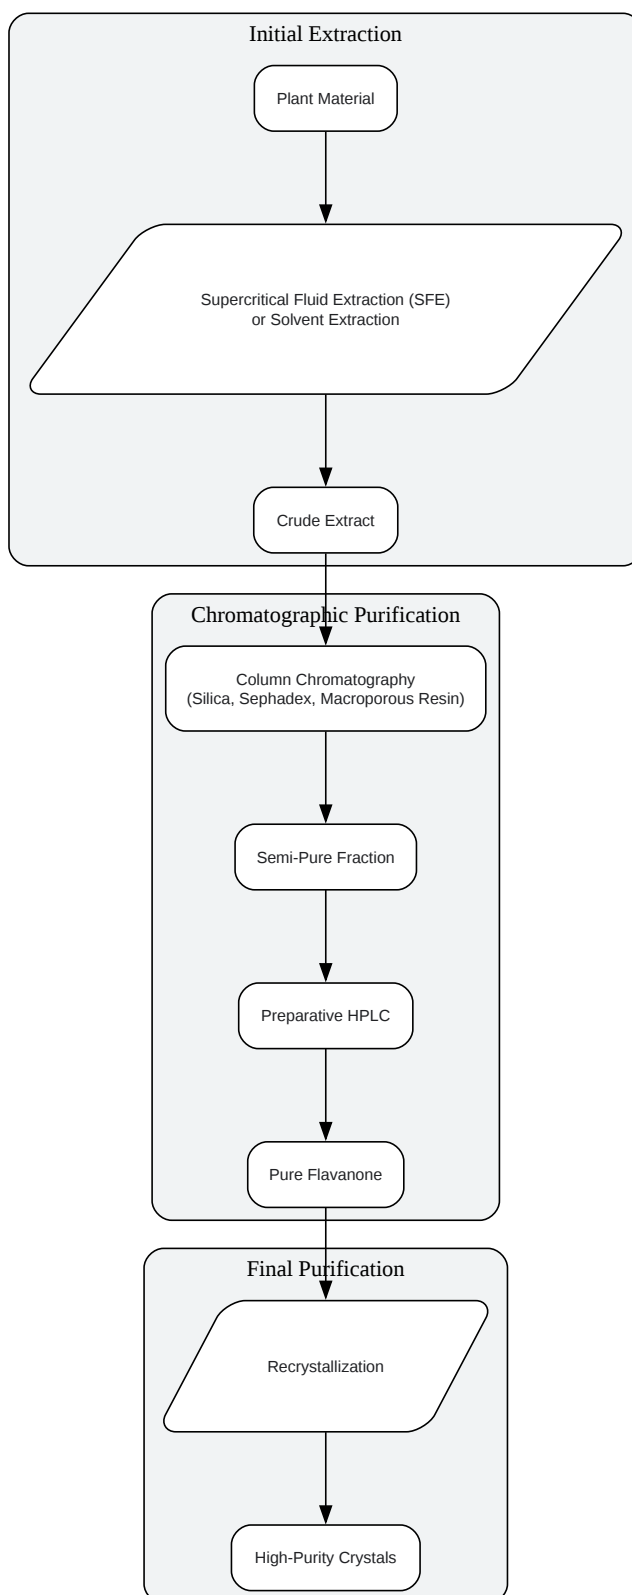 Initial Extraction
Plant Material
Supercritical Fluid Extraction (SFE)
or Solvent Extraction
Crude Extract
Chromatographic Purification
Column Chromatography
(Silica, Sephadex, Macroporous Resin)
Semi-Pure Fraction
Preparative HPLC
Pure Flavanone
Final Purification
Recrystallization
High-Purity Crystals